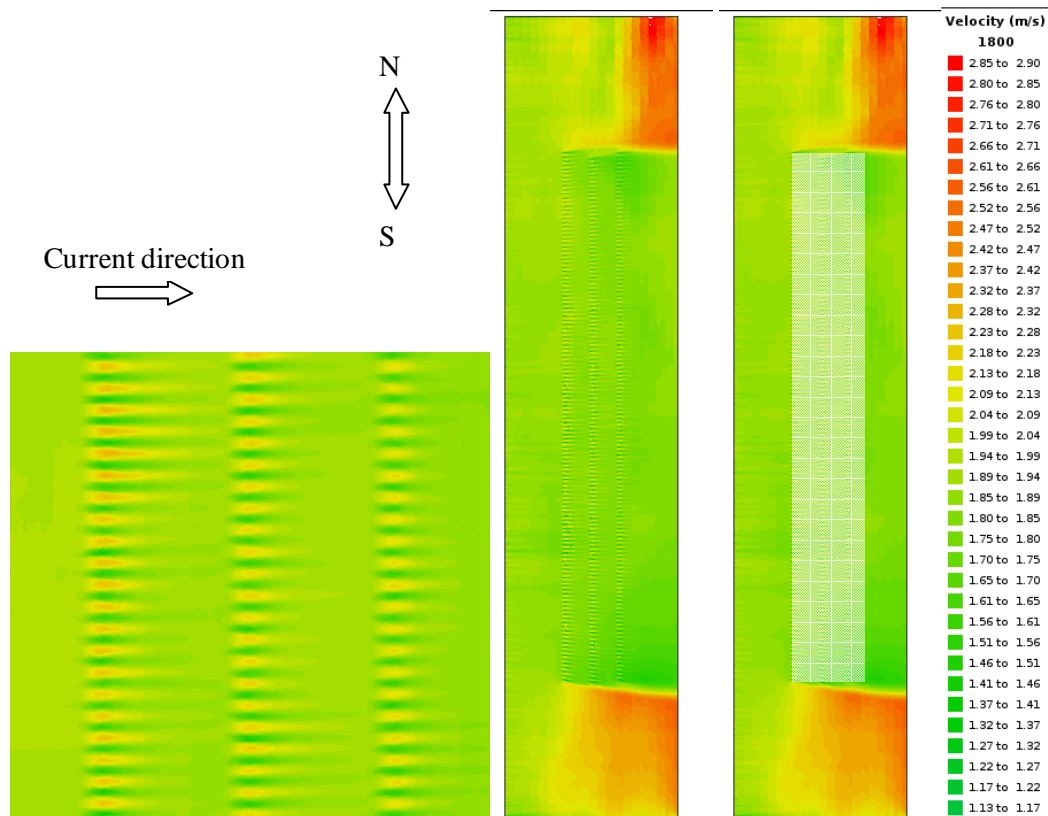 N
S
Current direction
Velocity (m/s)
1800
2.85 to 2.90
2.80 to 2.85
2.76 to 2.80
2.71 to 2.76
2.66 to 2.71
2.61 to 2.66
2.56 to 2.61
2.52 to 2.56
2.47 to 2.52
2.42 to 2.47
2.37 to 2.42
2.32 to 2.37
2.28 to 2.32
2.23 to 2.28
2.18 to 2.23
2.13 to 2.18
2.09 to 2.13
2.04 to 2.09
1.99 to 2.04
1.94 to 1.99
1.89 to 1.94
1.85 to 1.89
1.80 to 1.85
1.75 to 1.80
1.70 to 1.75
1.65 to 1.70
1.61 to 1.65
1.56 to 1.61
1.51 to 1.56
1.46 to 1.51
1.41 to 1.46
1.37 to 1.41
1.32 to 1.37
1.27 to 1.32
1.22 to 1.27
1.17 to 1.22
1.13 to 1.17